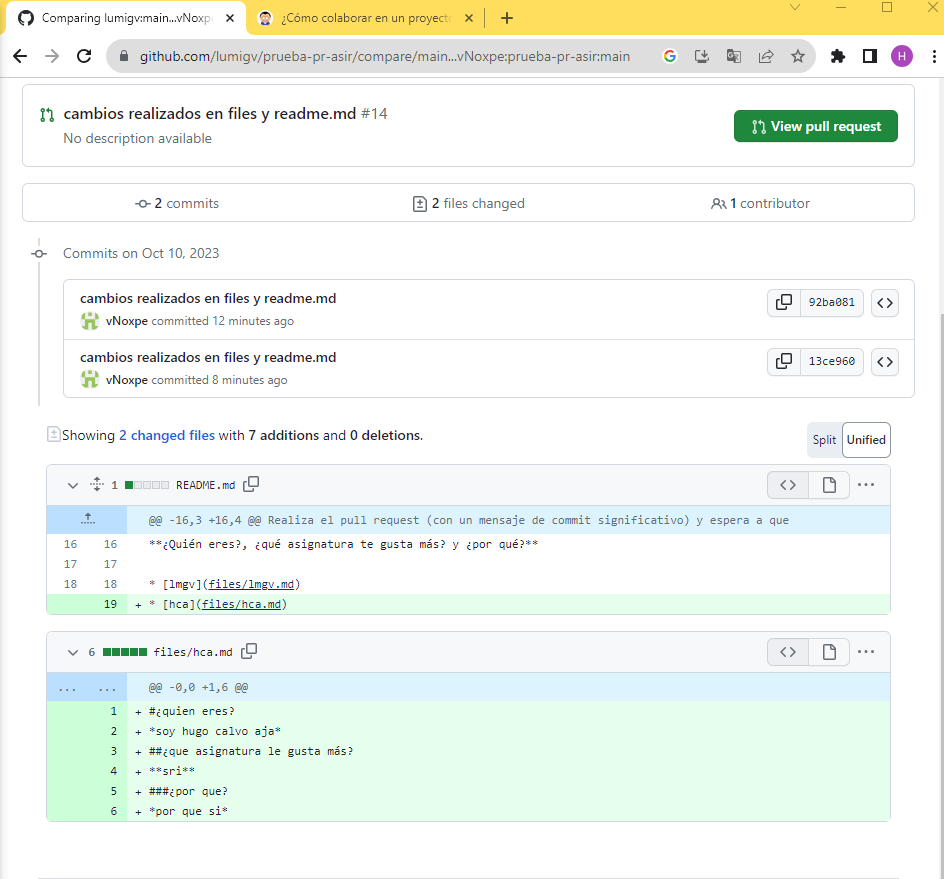 Comparing lumigv:main...vNoxp
¿Cómo colaborar en un proyect
github.com/lumigv/prueba-pr-asir/compare/main...vNoxpe:prueba-pr-asir:main
H
cambios realizados en files y readme.md #14
No description available
View pull request
2 commits
2 files changed
1 contributor
Commits on Oct 10, 2023
cambios realizados en files y readme.md
vNoxpe committed 12 minutes ago
92ba081
cambios realizados en files y readme.md
vNoxpe committed 8 minutes ago
13ce960
Showing 2 changed files with 7 additions and 0 deletions.
Split Unified
1 README.md
@@ -16,3 +16,4 @@ Realiza el pull request (con un mensaje de commit significativo) y espera a que
16 16 **¿Quién eres?, ¿qué asignatura te gusta más? y ¿por qué?**
17 17
18 18 * [lmgv](files/lmgv.md)
19 + * [hca](files/hca.md)
6 files/hca.md
... ... @@ -0,0 +1,6 @@
1 + #¿quien eres?
2 + *soy hugo calvo aja*
3 + ##¿que asignatura le gusta más?
4 + **sri**
5 + ###¿por que?
6 + *por que si*